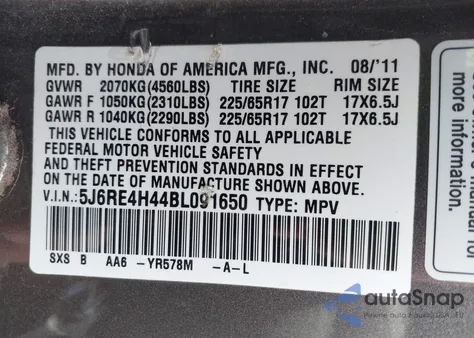 MFD. BY HONDA OF AMERICA MFG., INC. 08/'11
GVWR 2070KG(4560LBS) TIRE SIZE RIM SIZE
GAWR F 1050KG(2310LBS) 225/65R17 102T 17X6.5J
GAWR R 1040KG(2290LBS) 225/65R17 102T 17X6.5J
THIS VEHICLE CONFORMS TO ALL APPLICABLE
FEDERAL MOTOR VEHICLE SAFETY
AND THEFT PREVENTION STANDARDS IN EFFECT
ON DATE OF MANUFACTURE SHOWN ABOVE.
V.I.N.: 5J6RE4H44BL091650 TYPE: MPV
SXS B AA6 -YR578M -A-L
autoSnap